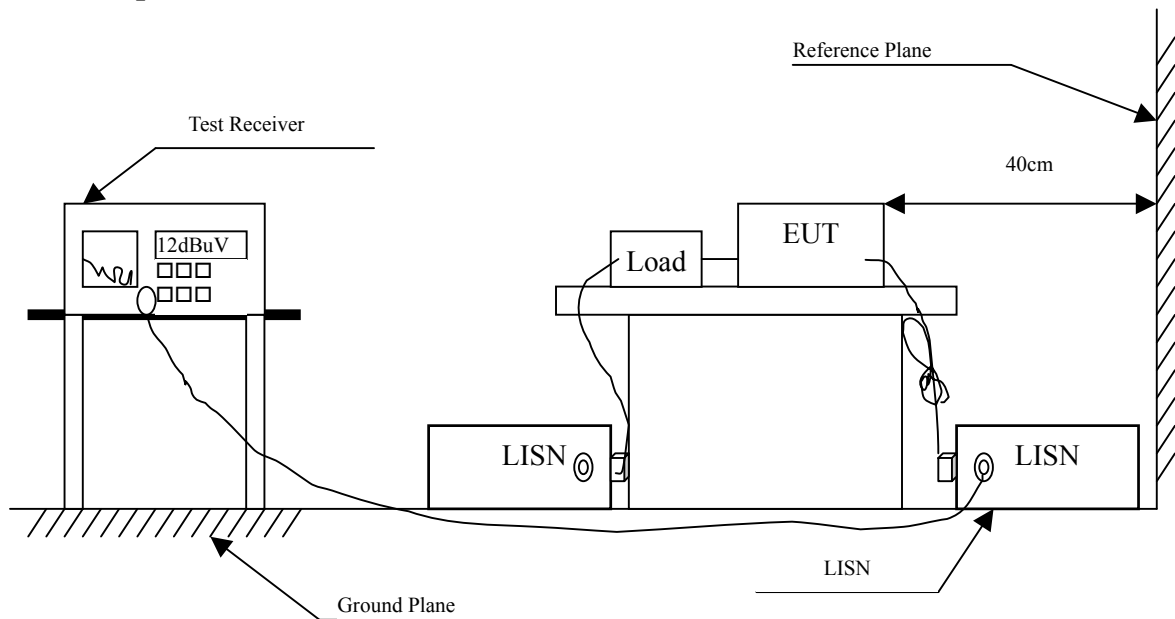 Reference Plane
Test Receiver
40cm
12dBuV
EUT
Load
LISN
LISN
LISN
Ground Plane